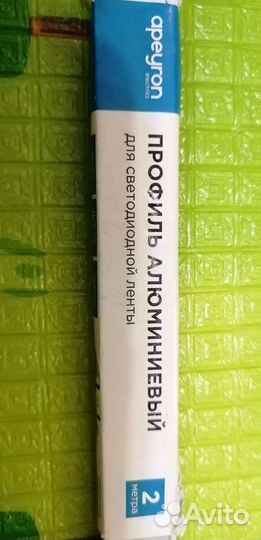 apeyron
electrics
ПРОФИЛЬ АЛЮМИНИЕВЫЙ
для светодиодной ленты
2
метра
Avito